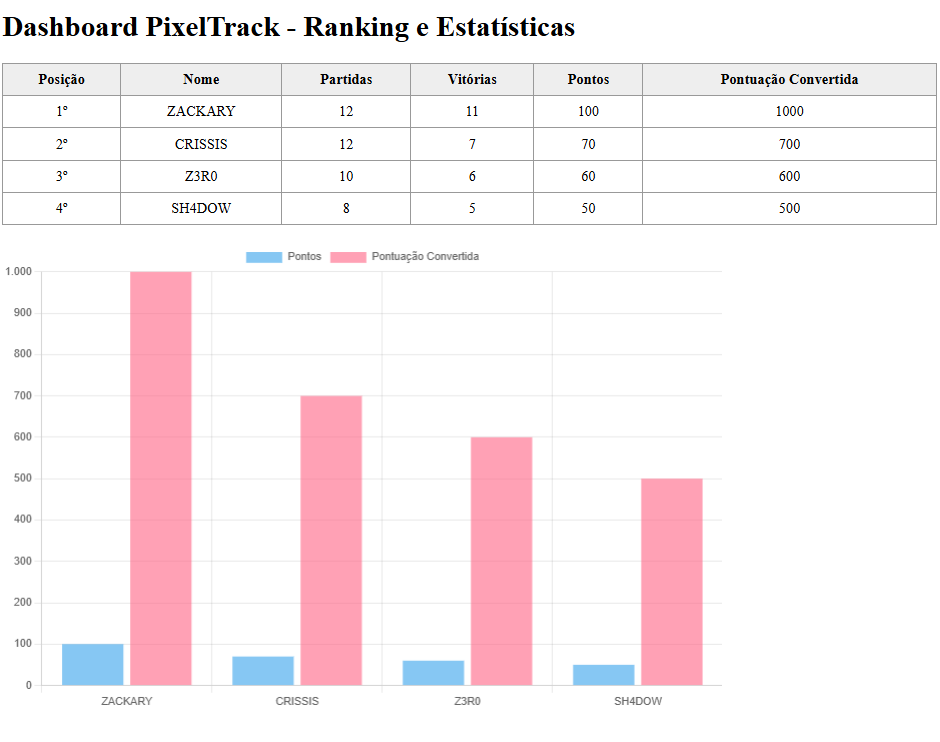 Dashboard PixelTrack - Ranking e Estatísticas
Posição Nome Partidas Vitórias Pontos Pontuação Convertida
1º ZACKARY 12 11 100 1000
2º CRISSIS 12 7 70 700
3º Z3R0 10 6 60 600
4º SH4DOW 8 5 50 500
Pontos Pontuação Convertida
1.000
900
800
700
600
500
400
300
200
100
0
ZACKARY CRISSIS Z3R0 SH4DOW